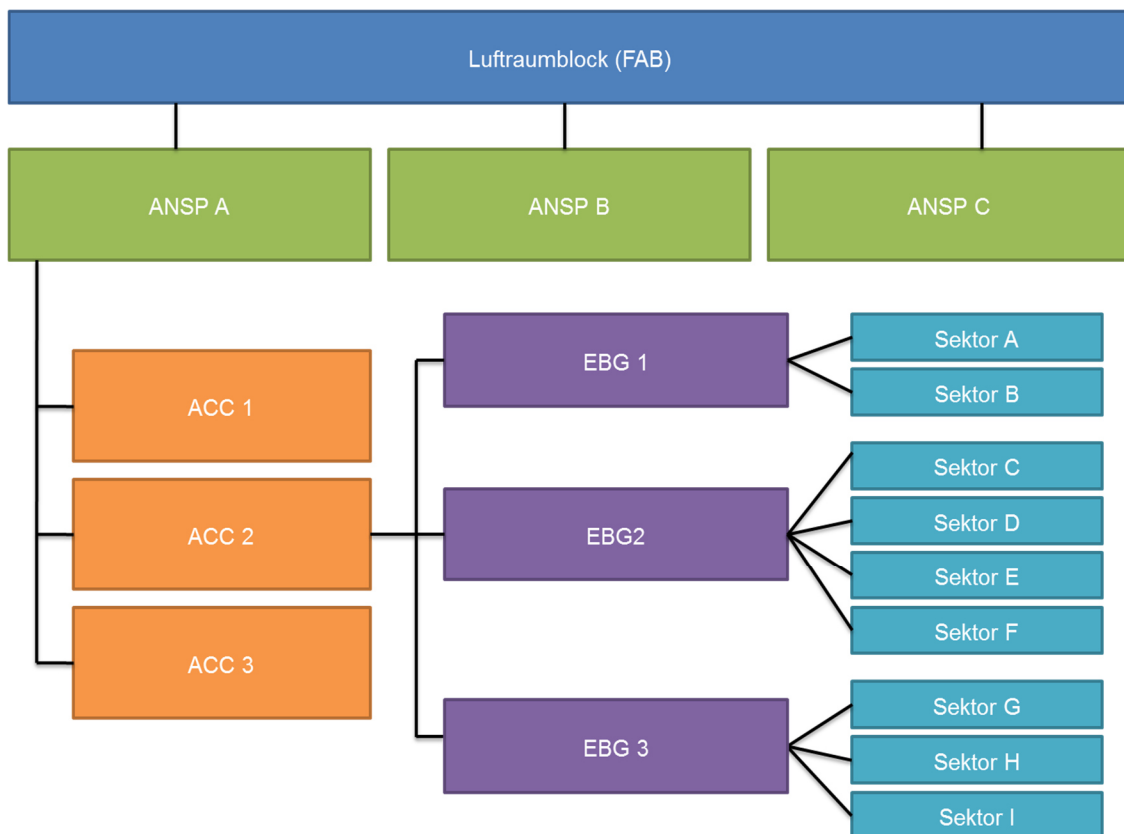 Luftraumblock (FAB)
ANSP A
ANSP B
ANSP C
ACC 1
ACC 2
ACC 3
EBG 1
EBG2
EBG 3
Sektor A
Sektor B
Sektor C
Sektor D
Sektor E
Sektor F
Sektor G
Sektor H
Sektor I